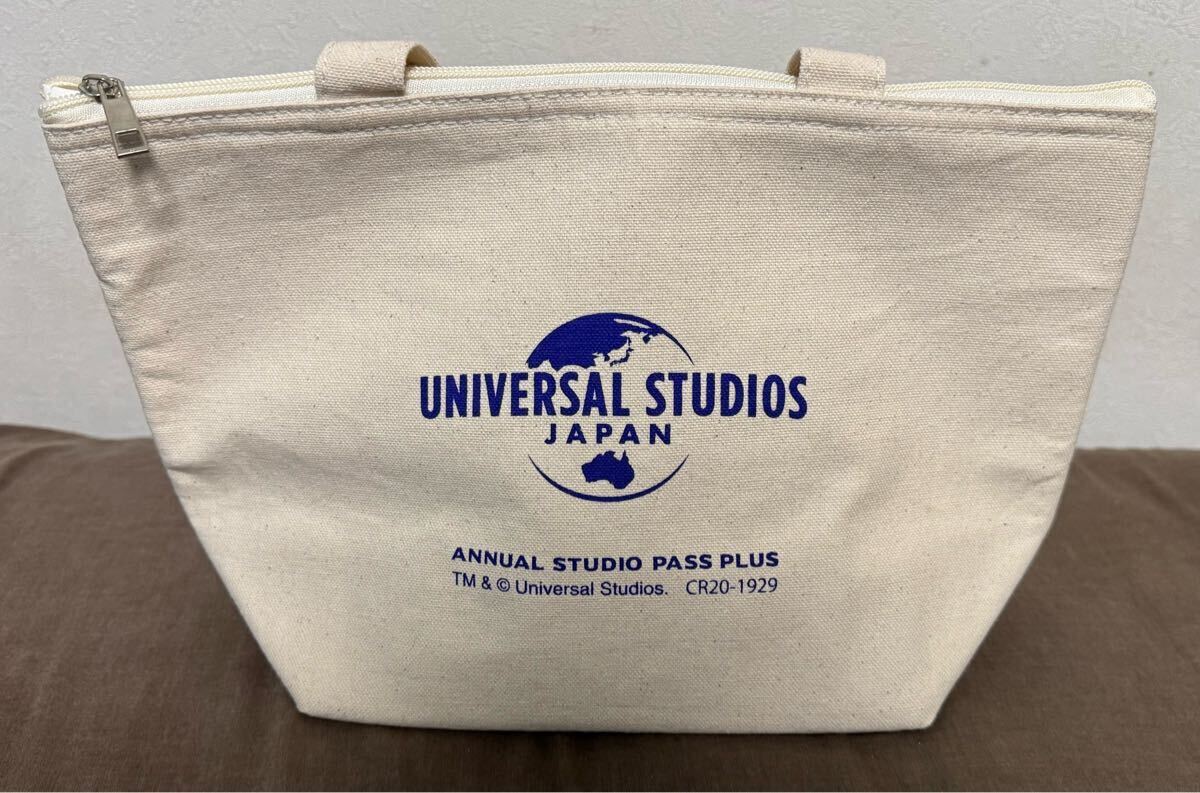 UNIVERSAL STUDIOS
JAPAN
ANNUAL STUDIO PASS PLUS
TM & © Universal Studios. CR20-1929